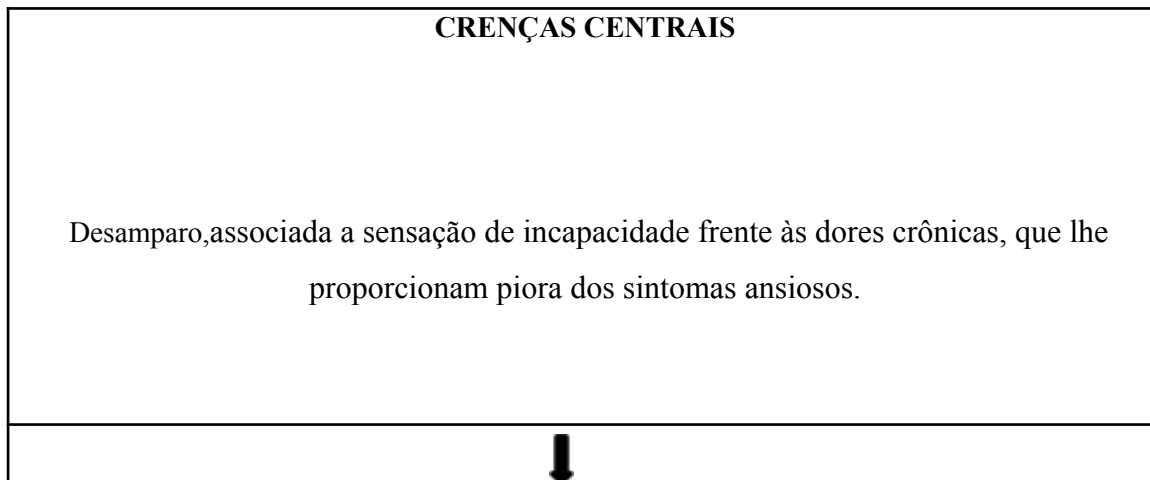 CRENÇAS CENTRAIS
Desamparo,associada a sensação de incapacidade frente às dores crônicas, que lhe
proporcionam piora dos sintomas ansiosos.